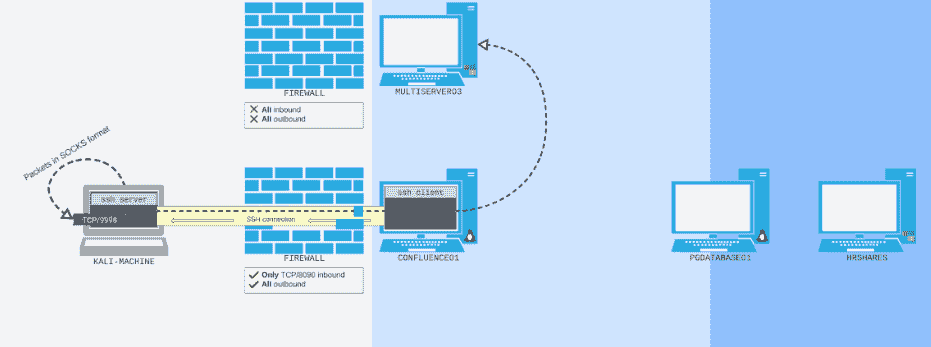 FIREWALL
MULTISERVER03
All inbound
All outbound
Packets in SOCKS format
ssh server
ssh client
TCP/9998
SSH connection
KALI-MACHINE
FIREWALL
CONFLUENCE01
PGDATABASE01
HRSHARES
Only TCP/8090 inbound
All outbound